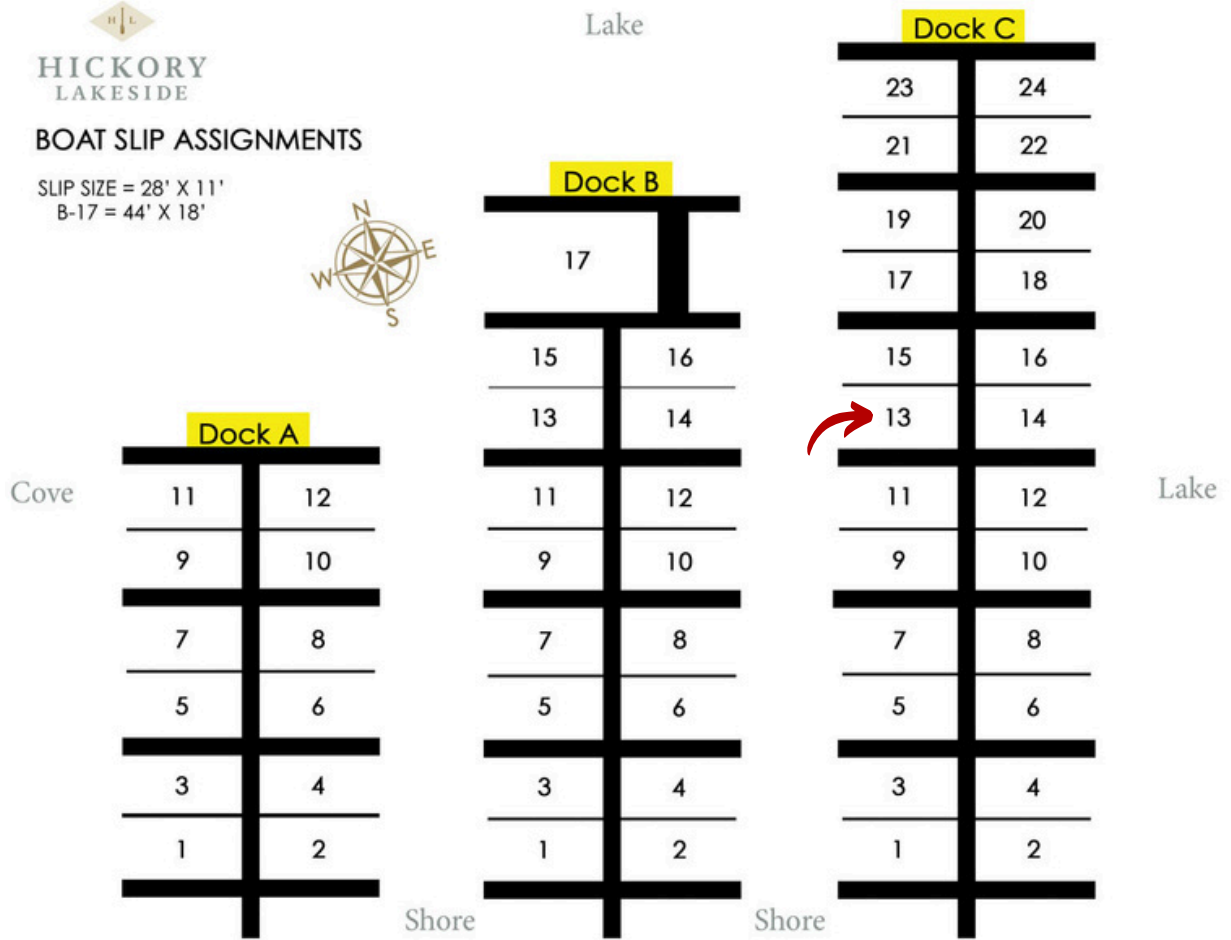 H L
HICKORY
LAKESIDE
BOAT SLIP ASSIGNMENTS
SLIP SIZE = 28' X 11'
B-17 = 44' X 18'
N
E
W
S
Lake
Cove
Lake
Dock A
11 12
9 10
7 8
5 6
3 4
1 2
Shore
Dock B
17
15 16
13 14
11 12
9 10
7 8
5 6
3 4
1 2
Shore
Dock C
23 24
21 22
19 20
17 18
15 16
13 14
11 12
9 10
7 8
5 6
3 4
1 2